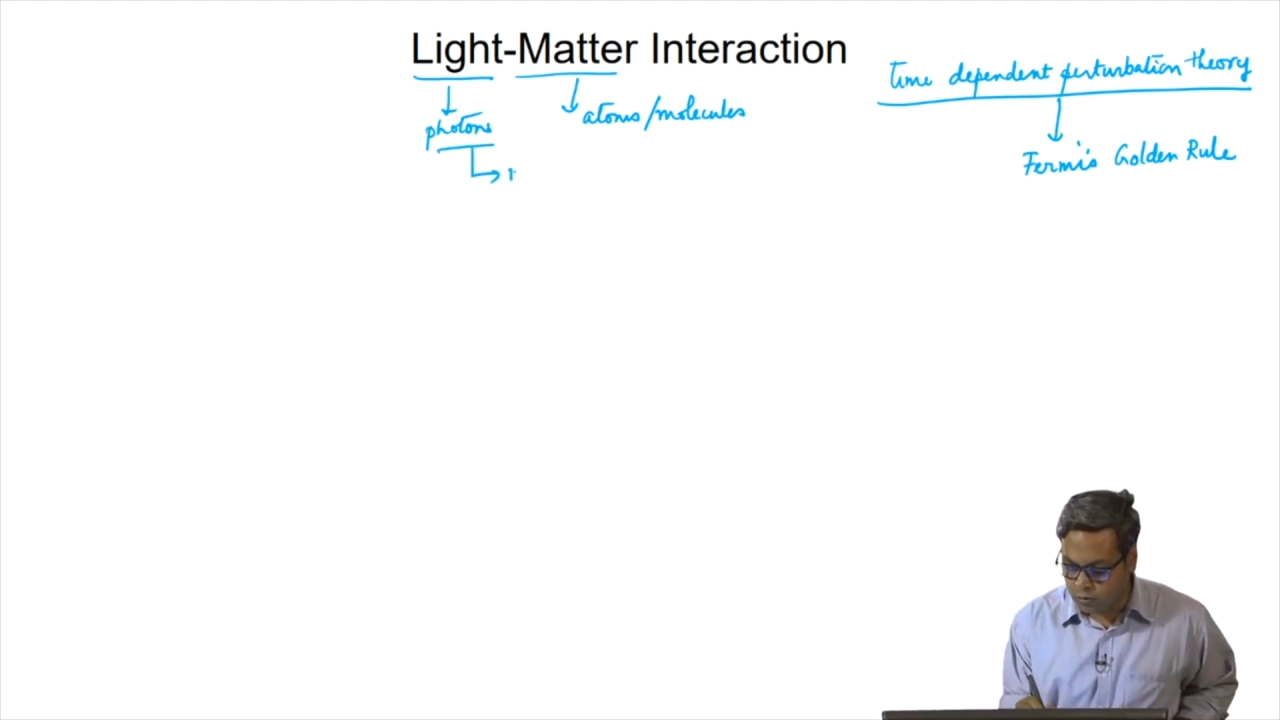 Light-Matter Interaction
Time dependent perturbation theory
photons
atoms/molecules
Fermi's Golden Rule